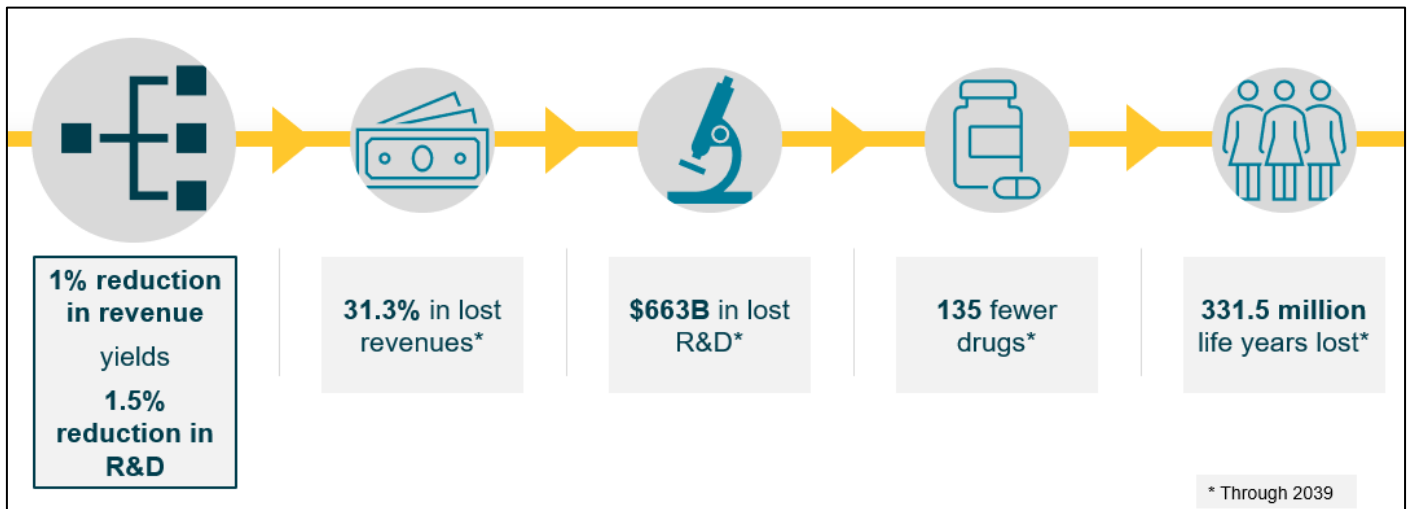 1% reduction
in revenue
yields
1.5%
reduction in
R&D
31.3% in lost
revenues*
$663B in lost
R&D*
135 fewer
drugs*
331.5 million
life years lost*
* Through 2039